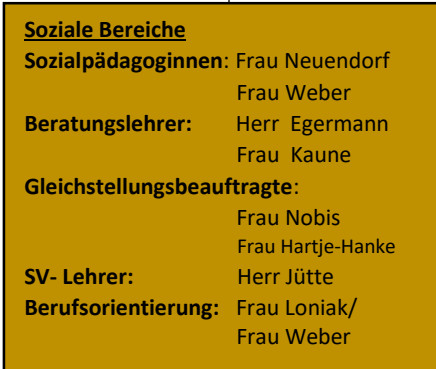 Soziale Bereiche
Sozialpädagoginnen: Frau Neuendorf
Frau Weber
Beratungslehrer: Herr Egermann
Frau Kaune
Gleichstellungsbeauftragte:
Frau Nobis
Frau Hartje-Hanke
SV- Lehrer: Herr Jütte
Berufsorientierung: Frau Loniak/
Frau Weber